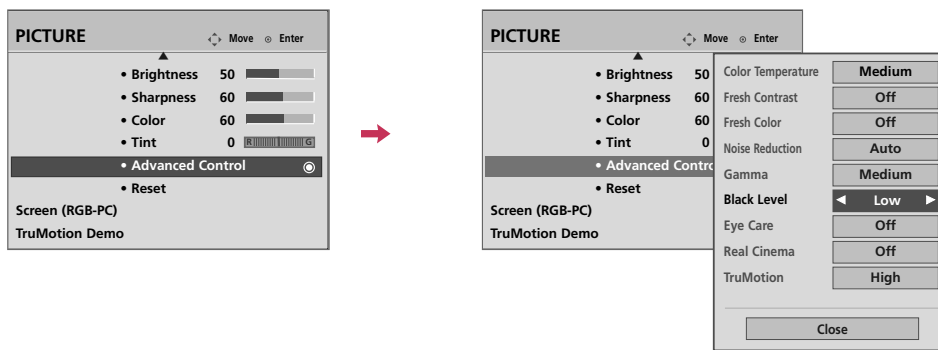 PICTURE
Move Enter
• Brightness 50
• Sharpness 60
• Color 60
• Tint 0 R G
• Advanced Control
• Reset
Screen (RGB-PC)
TruMotion Demo
PICTURE
Move Enter
• Brightness 50
• Sharpness 60
• Color 60
• Tint 0
• Advanced Contro
• Reset
Screen (RGB-PC)
TruMotion Demo
Color Temperature Medium
Fresh Contrast Off
Fresh Color Off
Noise Reduction Auto
Gamma Medium
Black Level ◀ Low ▶
Eye Care Off
Real Cinema Off
TruMotion High
Close